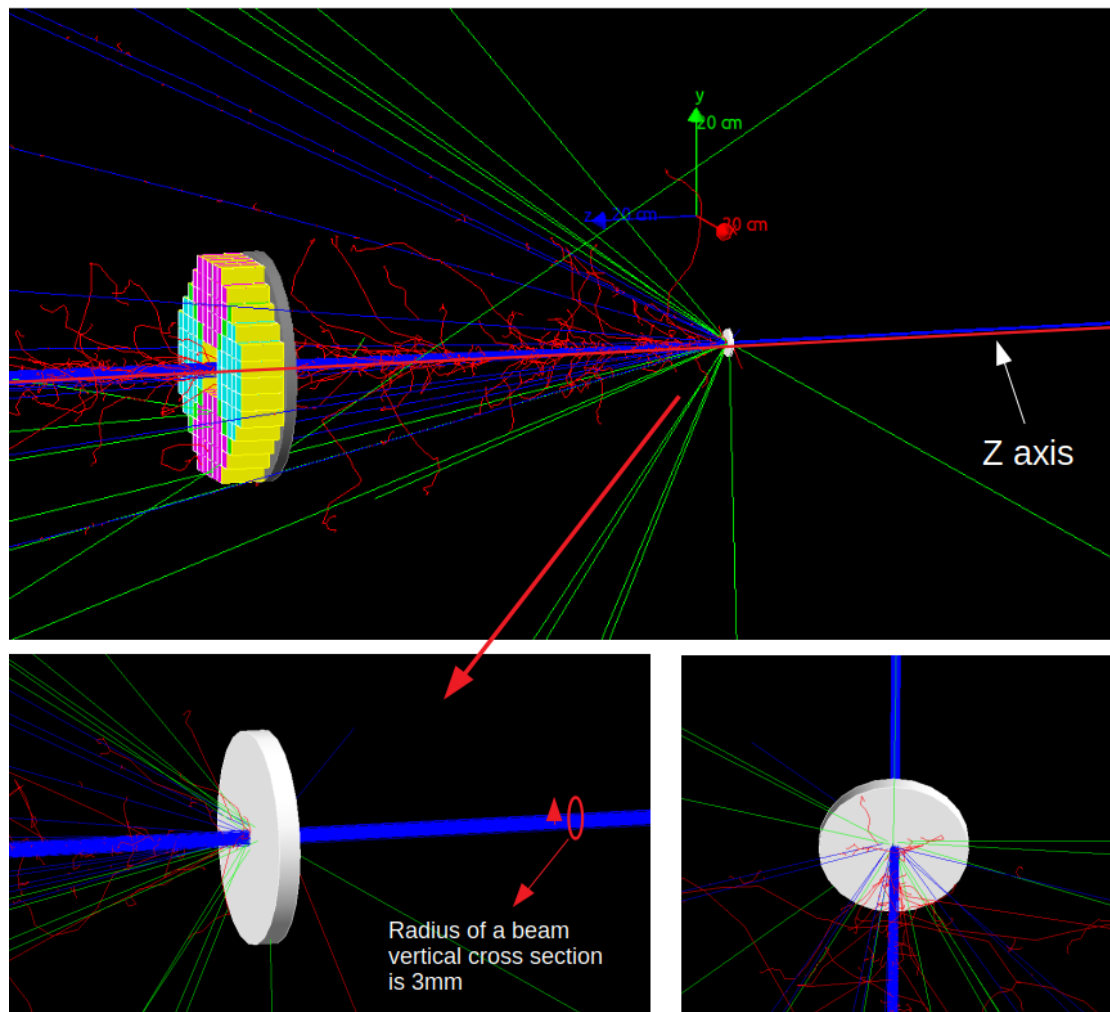 y
20 cm
z 20 cm
20 cm
Z axis
Radius of a beam
vertical cross section
is 3mm